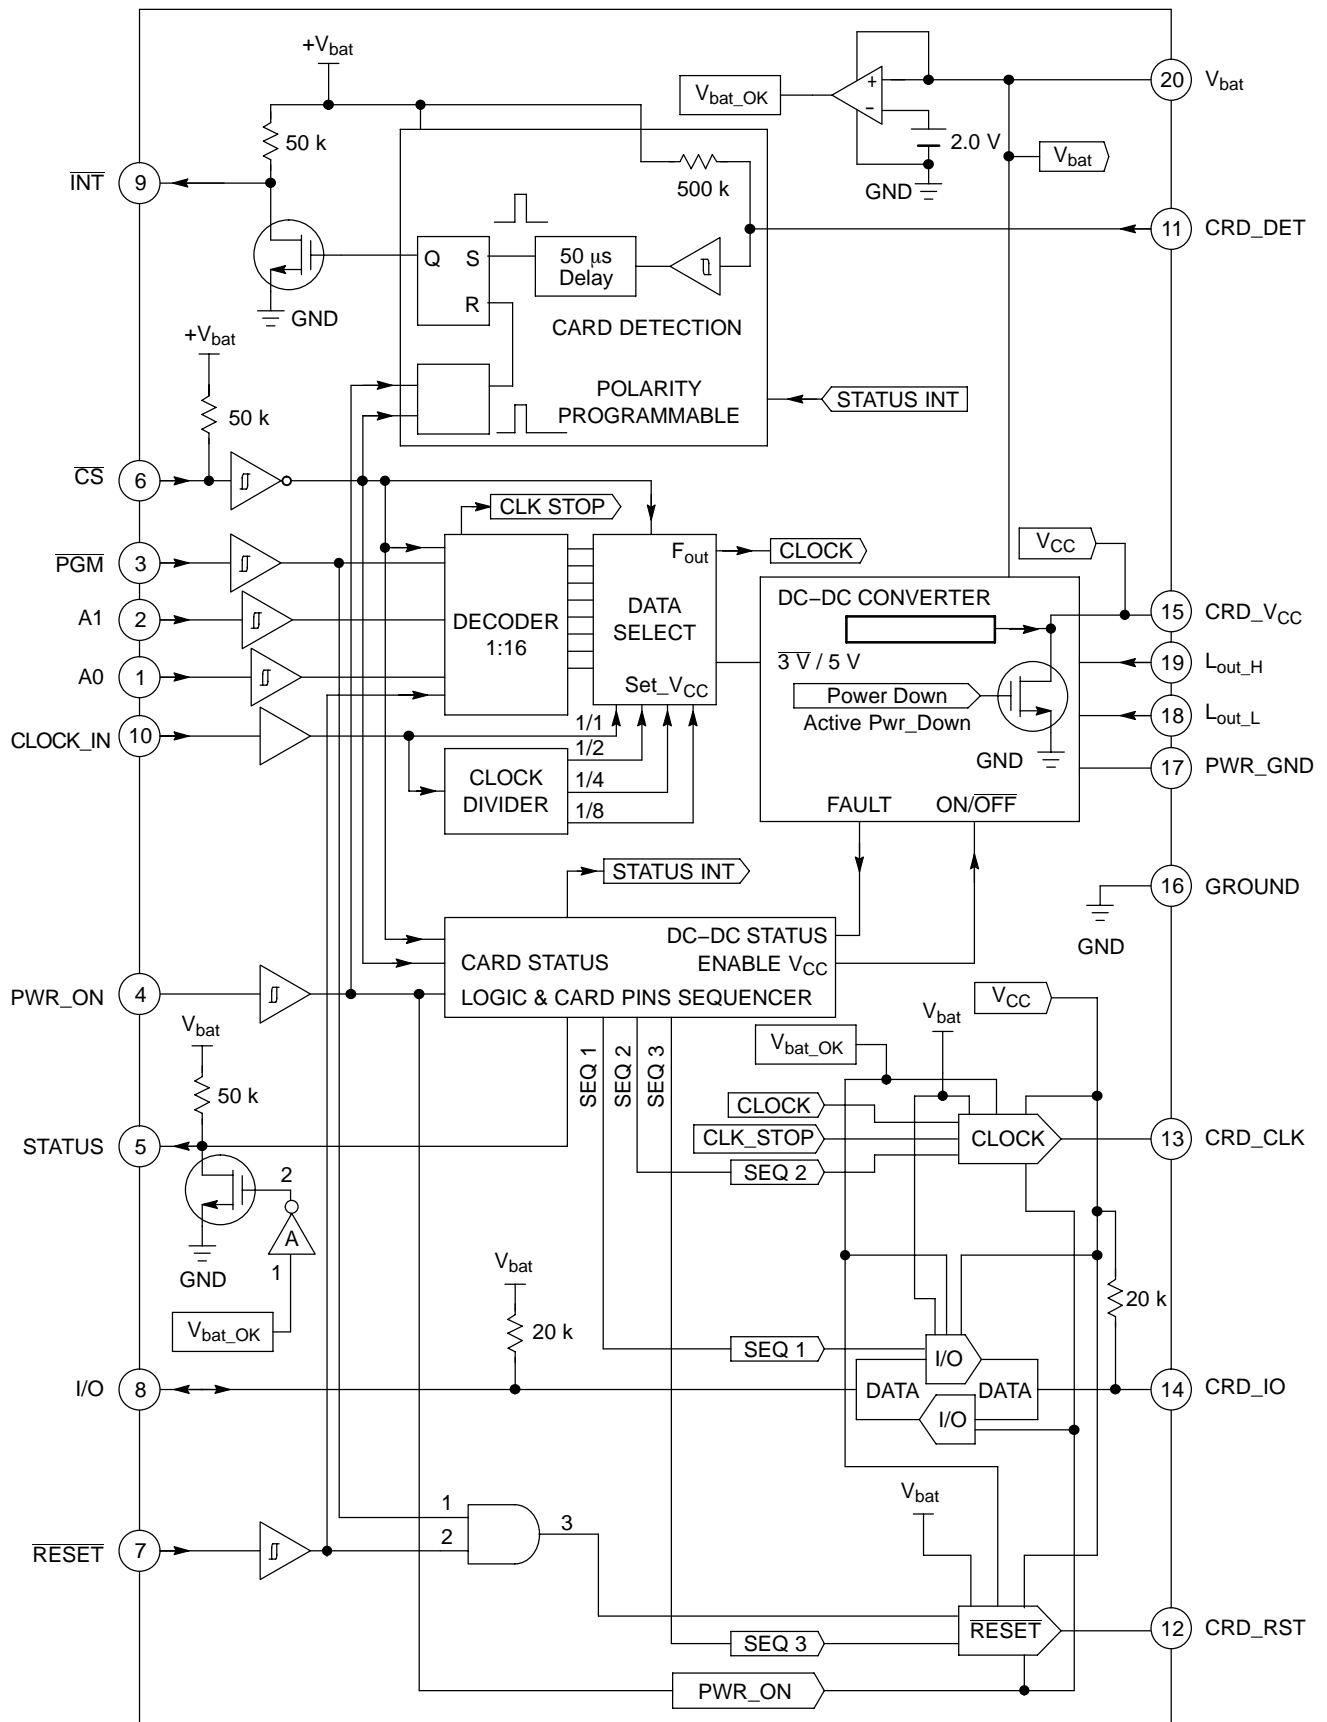 +Vbat
Vbat_OK
+
−
20
Vbat
50 k
2.0 V
Vbat
INT
9
500 k
GND
11
CRD_DET
Q
S
R
50 µs
Delay
GND
CARD DETECTION
+Vbat
50 k
POLARITY
PROGRAMMABLE
STATUS INT
CS
6
CLK STOP
PGM
3
Fout
CLOCK
VCC
A1
2
DECODER
1:16
DATA
SELECT
DC−DC CONVERTER
15
CRD_VCC
3 V / 5 V
19
Lout_H
A0
1
Set_VCC
Power Down
Active Pwr_Down
18
Lout_L
CLOCK_IN
10
1/1
1/2
1/4
1/8
CLOCK
DIVIDER
GND
17
PWR_GND
FAULT
ON/OFF
STATUS INT
16
GROUND
GND
DC−DC STATUS
CARD STATUS
ENABLE VCC
LOGIC & CARD PINS SEQUENCER
PWR_ON
4
VCC
Vbat
Vbat
Vbat_OK
SEQ 1
SEQ 2
SEQ 3
50 k
CLOCK
CLK_STOP
SEQ 2
CLOCK
13
CRD_CLK
STATUS
5
2
A
1
GND
Vbat
20 k
20 k
Vbat_OK
SEQ 1
I/O
I/O
8
DATA
DATA
14
CRD_IO
I/O
Vbat
1
2
3
RESET
7
RESET
12
CRD_RST
SEQ 3
PWR_ON